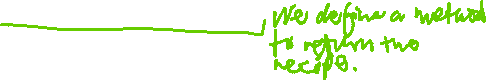 We define a method
to return two
recipe.